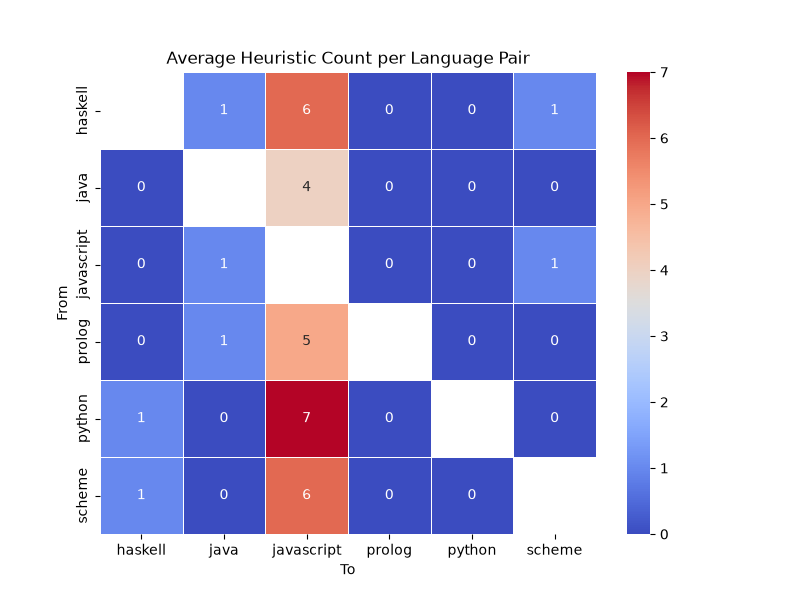 Average Heuristic Count per Language Pair
haskell 1 6 0 0 1
java 0 4 0 0 0
javascript 0 1 0 0 1
prolog 0 1 5 0 0
python 1 0 7 0 0
scheme 1 0 6 0 0
From
haskell java javascript prolog python scheme
To
7
6
5
4
3
2
1
0